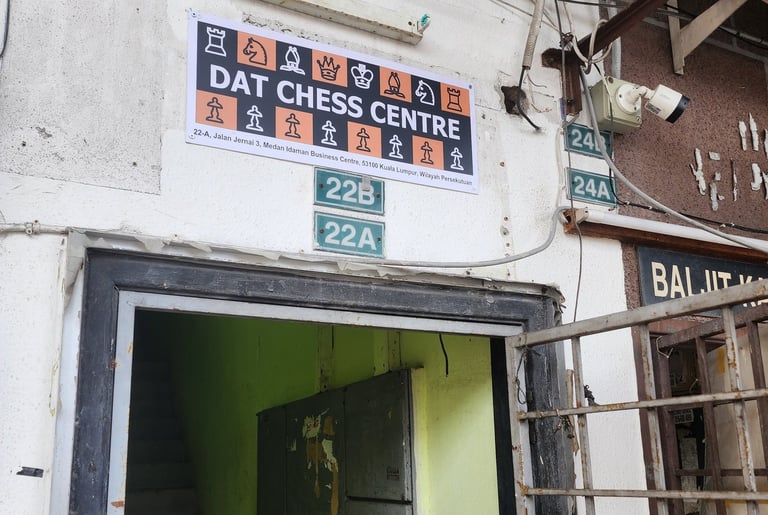 DAT CHESS CENTRE
22-A, Jalan Jernai 3, Medan Idaman Business Centre, 53100 Kuala Lumpur, Wilayah Persekutuan
22B
22A
24B
24A
BALJIT